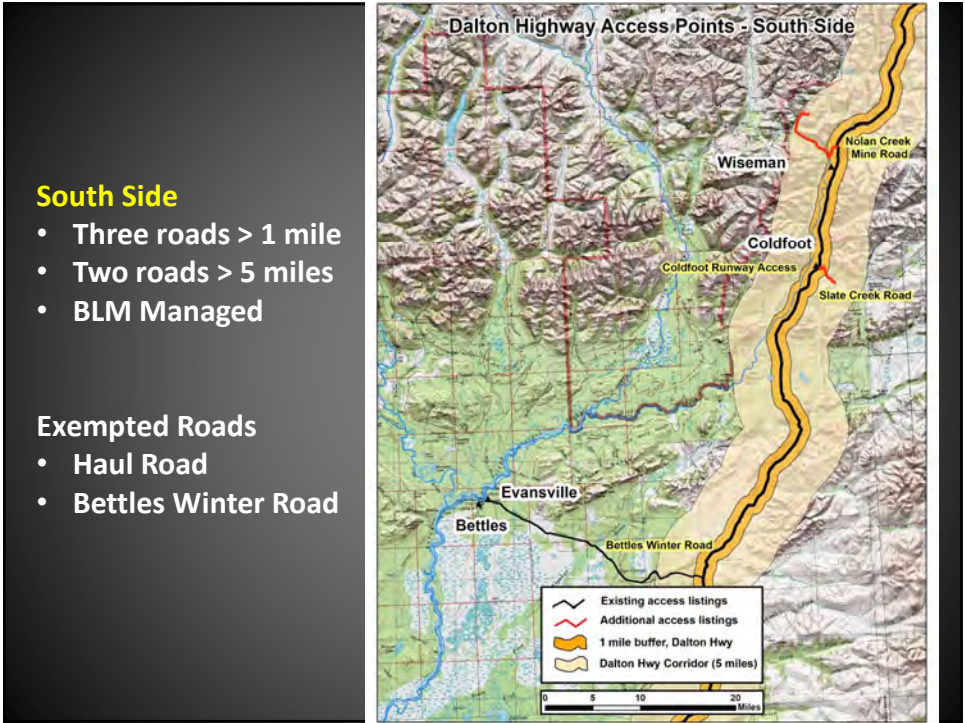 South Side
• Three roads > 1 mile
• Two roads > 5 miles
• BLM Managed
Exempted Roads
• Haul Road
• Bettles Winter Road
Dalton Highway Access Points - South Side
Nolan Creek
Mine Road
Wiseman
Coldfoot
Coldfoot Runway Access
Slate Creek Road
Evansville
Bettles
Bettles Winter Road
Existing access listings
Additional access listings
1 mile buffer, Dalton Hwy
Dalton Hwy Corridor (5 miles)
0 5 10 20
Miles